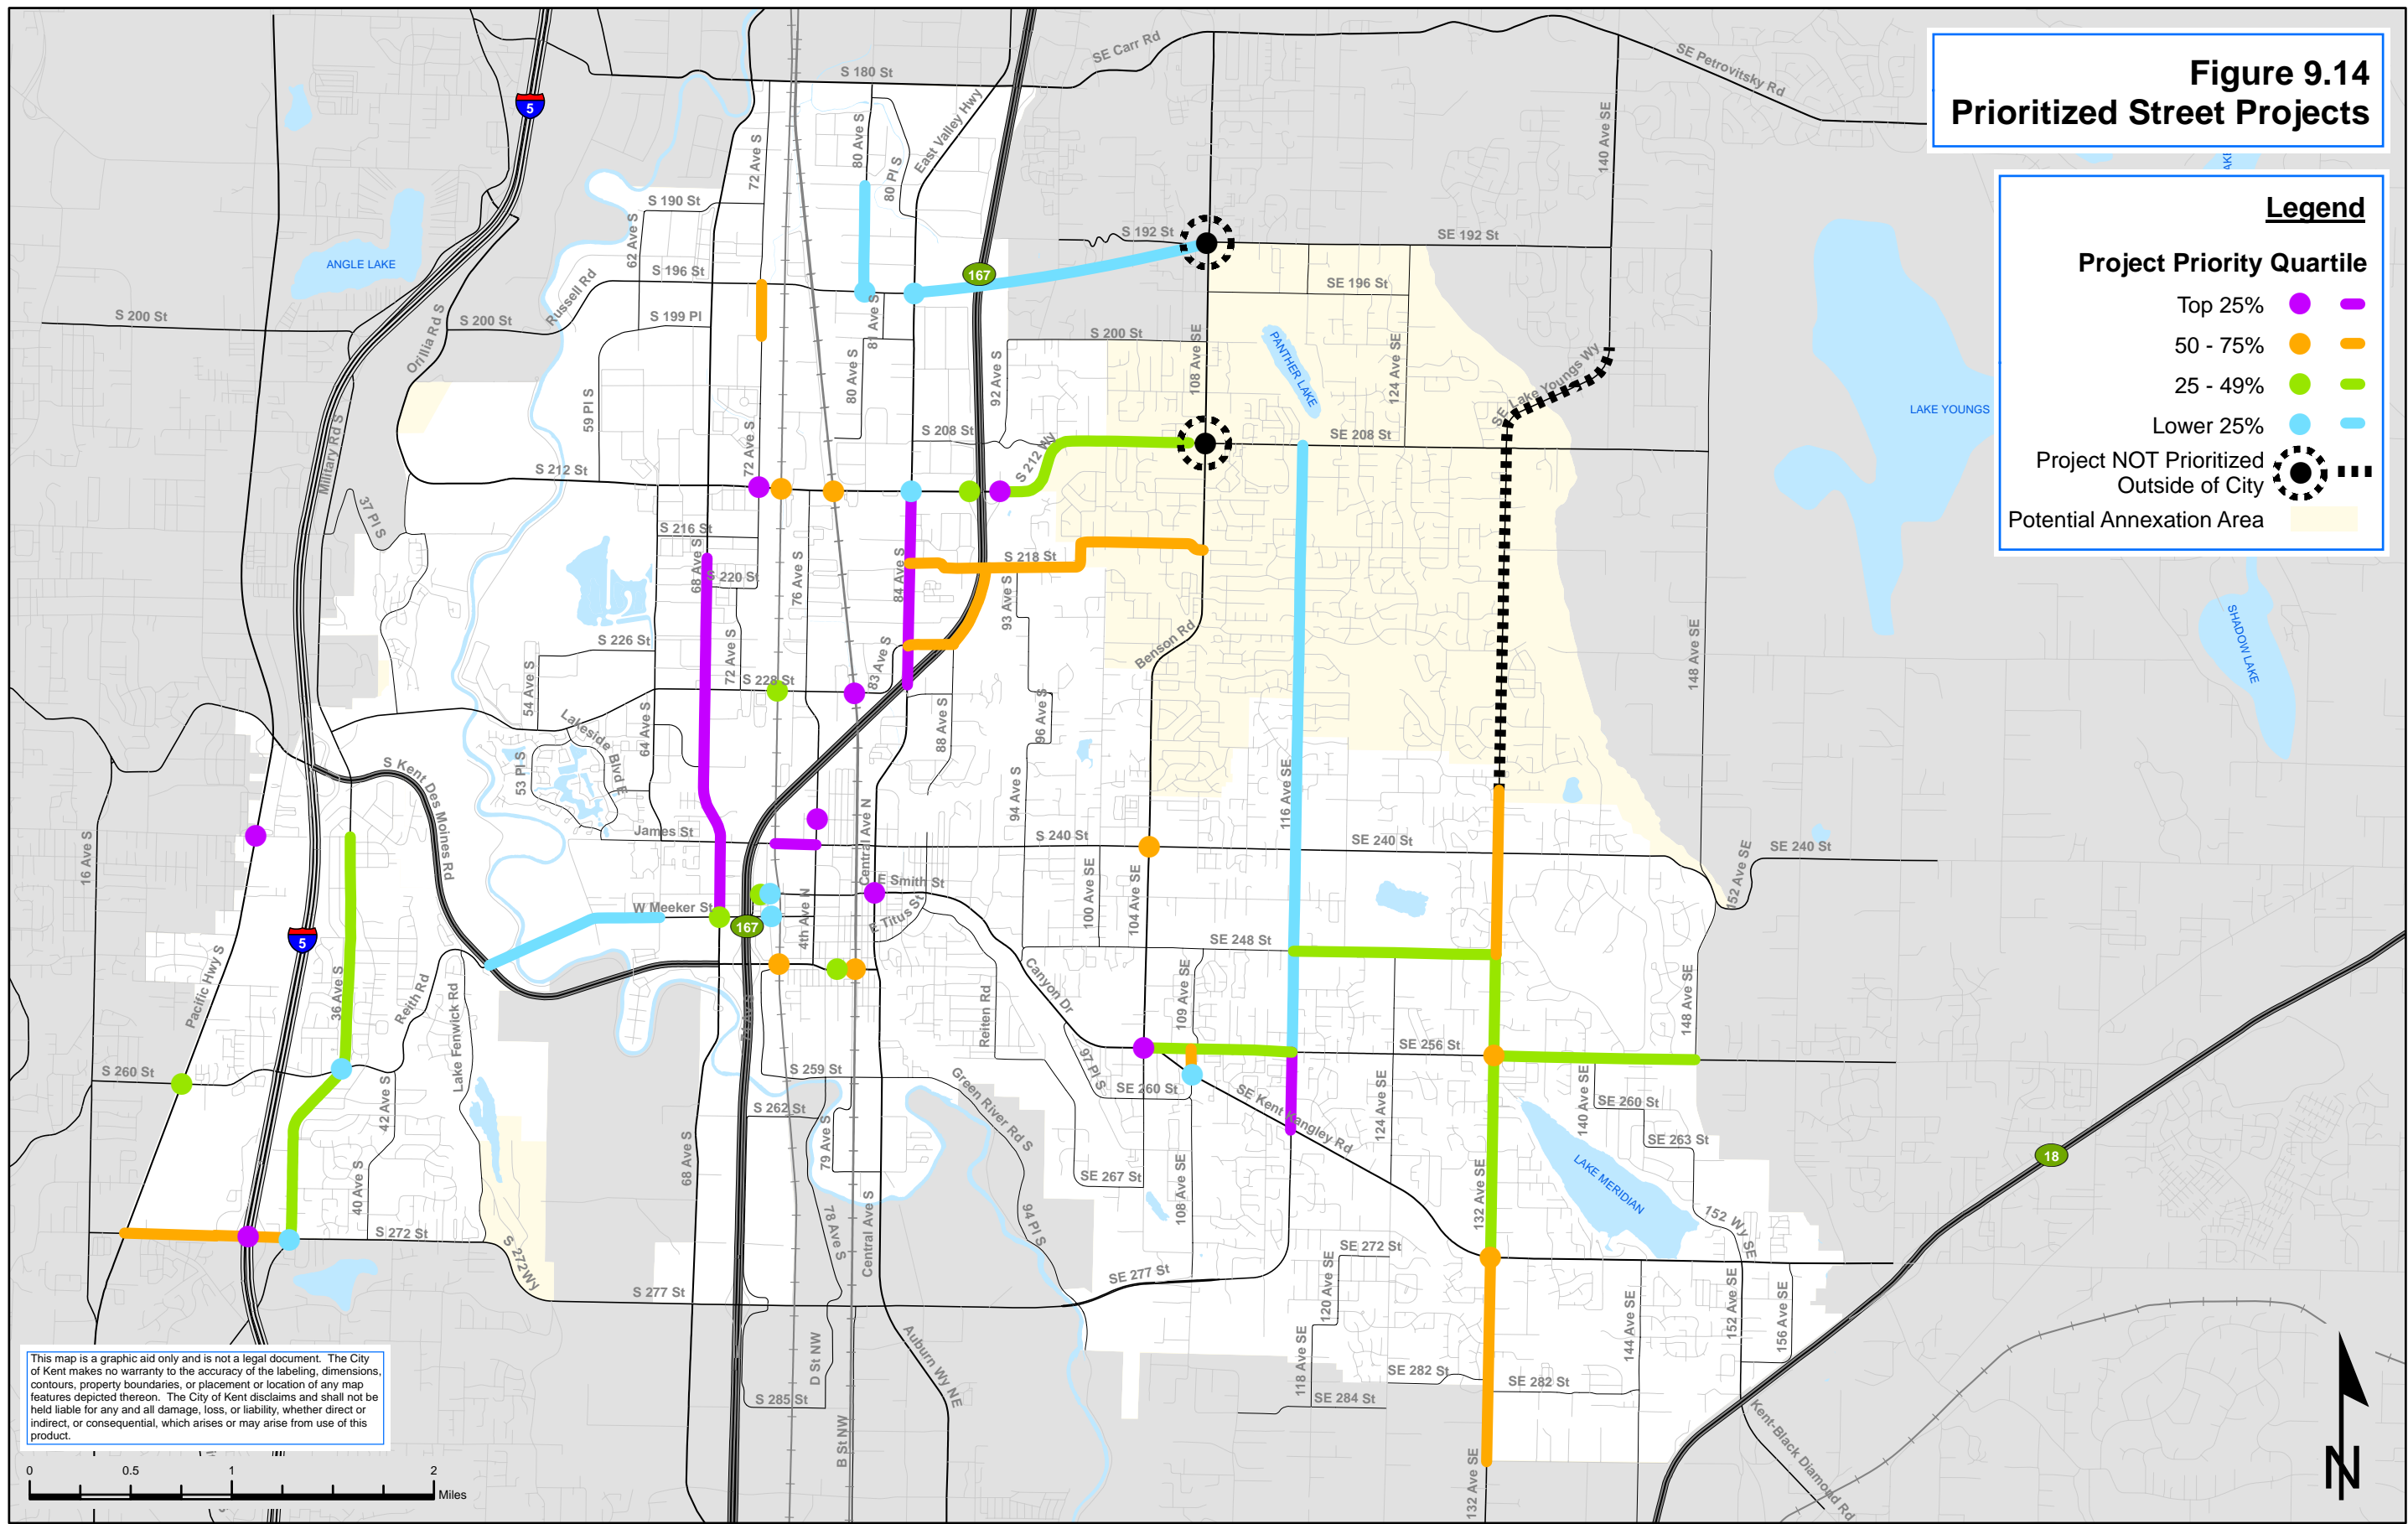 Figure 9.14
Prioritized Street Projects
Legend
Project Priority Quartile
Top 25%
50 - 75%
25 - 49%
Lower 25%
Project NOT Prioritized
Outside of City
Potential Annexation Area
SE Carr Rd
SE Petrovitsky Rd
S 180 St
5
140 Ave SE
72 Ave S
80 Ave S
80 Pl S
East Valley Hwy
S 190 St
62 Ave S
S 192 St
SE 192 St
ANGLE LAKE
S 196 St
167
SE 196 St
Russell Rd
S 200 St
S 200 St
Orillia Rd S
S 199 Pl
81 Ave S
S 200 St
108 Ave SE
PANTHER LAKE
124 Ave SE
SE Lake Youngs Wy
LAKE YOUNGS
59 Pl S
80 Ave S
92 Ave S
Military Rd S
S 208 St
SE 208 St
S 212 Wy
72 Ave S
S 212 St
37 Pl S
S 216 St
68 Ave S
S 220 St
76 Ave S
84 Ave S
S 218 St
93 Ave S
S 226 St
72 Ave S
83 Ave S
Benson Rd
148 Ave SE
SHADOW LAKE
54 Ave S
S 228 St
64 Ave S
88 Ave S
96 Ave S
Lakeside Blvd E
53 Pl S
S Kent Des Moines Rd
116 Ave SE
94 Ave S
James St
Central Ave N
S 240 St
SE 240 St
SE 240 St
16 Ave S
100 Ave SE
104 Ave SE
152 Ave SE
E Smith St
W Meeker St
4th Ave N
E Titus St
167
5
SE 248 St
Pacific Hwy S
36 Ave S
Reith Rd
Lake Fenwick Rd
Canyon Dr
109 Ave SE
148 Ave SE
Reiten Rd
SE 256 St
S 260 St
42 Ave S
S 259 St
97 Pl S
SE 260 St
SE Kent Kangley Rd
124 Ave SE
140 Ave SE
SE 260 St
SE 263 St
S 262 St
79 Ave S
Green River Rd S
18
LAKE MERIDIAN
40 Ave S
68 Ave S
SE 267 St
108 Ave SE
132 Ave SE
152 Wy SE
S 272 St
S 272 Wy
78 Ave S
Central Ave S
94 Pl S
SE 272 St
SE 277 St
S 277 St
120 Ave SE
144 Ave SE
152 Ave SE
156 Ave SE
Auburn Wy NE
D St NW
118 Ave SE
SE 282 St
SE 282 St
S 285 St
SE 284 St
B St NW
132 Ave SE
Kent-Black Diamond Rd
This map is a graphic aid only and is not a legal document. The City
of Kent makes no warranty to the accuracy of the labeling, dimensions,
contours, property boundaries, or placement or location of any map
features depicted thereon. The City of Kent disclaims and shall not be
held liable for any and all damage, loss, or liability, whether direct or
indirect, or consequential, which arises or may arise from use of this
product.
0 0.5 1 2
Miles
N